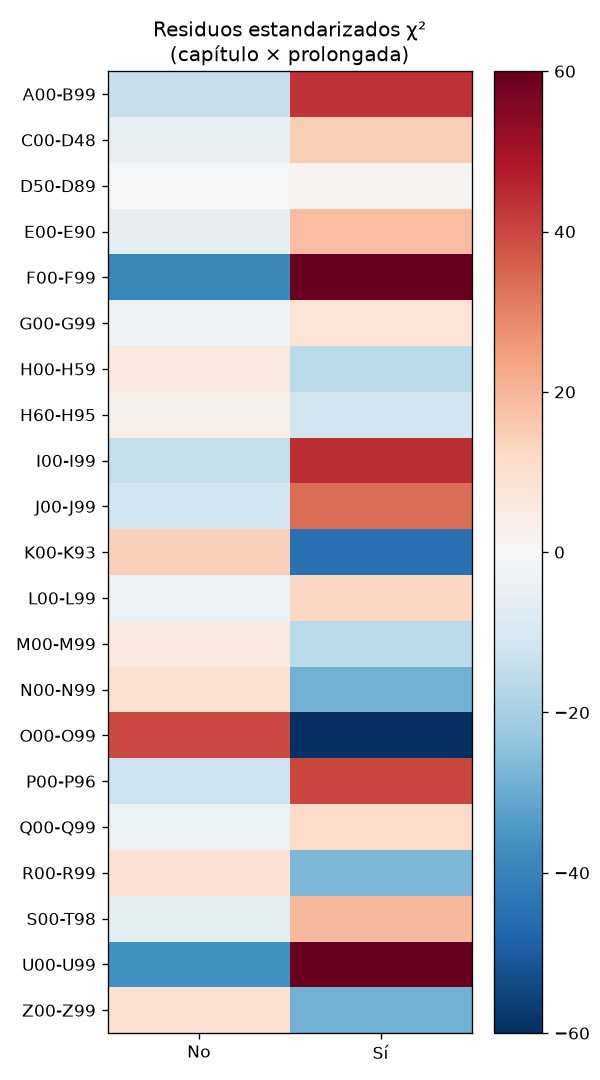 Residuos estandarizados χ²
(capítulo × prolongada)
A00-B99
C00-D48
D50-D89
E00-E90
F00-F99
G00-G99
H00-H59
H60-H95
I00-I99
J00-J99
K00-K93
L00-L99
M00-M99
N00-N99
O00-O99
P00-P96
Q00-Q99
R00-R99
S00-T98
U00-U99
Z00-Z99
No Sí
60
40
20
0
−20
−40
−60